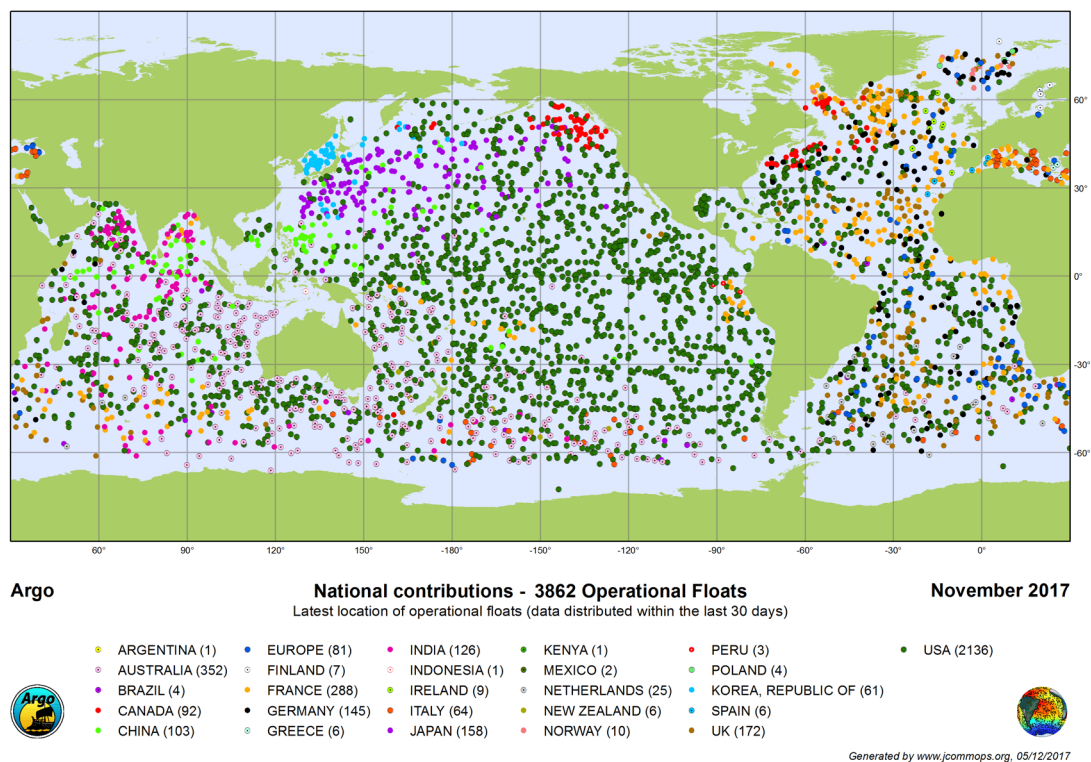 60°
30°
0°
-30°
-60°
60° 90° 120° 150° -180° -150° -120° -90° -60° -30° 0°
Argo
National contributions - 3862 Operational Floats
November 2017
Latest location of operational floats (data distributed within the last 30 days)
ARGENTINA (1)
AUSTRALIA (352)
BRAZIL (4)
CANADA (92)
CHINA (103)
EUROPE (81)
FINLAND (7)
FRANCE (288)
GERMANY (145)
GREECE (6)
INDIA (126)
INDONESIA (1)
IRELAND (9)
ITALY (64)
JAPAN (158)
KENYA (1)
MEXICO (2)
NETHERLANDS (25)
NEW ZEALAND (6)
NORWAY (10)
PERU (3)
POLAND (4)
KOREA, REPUBLIC OF (61)
SPAIN (6)
UK (172)
USA (2136)
Argo
Generated by www.jcommops.org, 05/12/2017